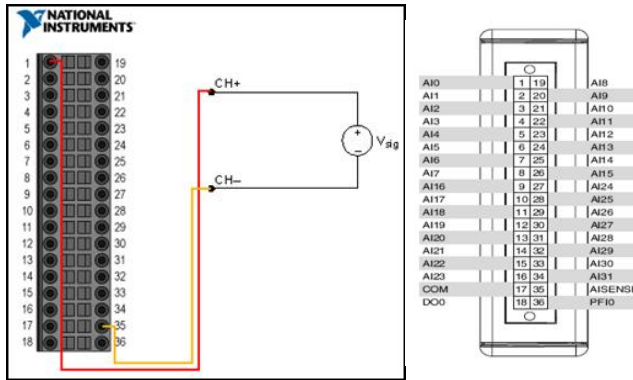 NATIONAL
INSTRUMENTS
1 19
2 20
3 21
4 22
5 23
6 24
7 25
8 26
9 27
10 28
11 29
12 30
13 31
14 32
15 33
16 34
17 35
18 36
CH+
+
Vsig
−
CH−
AI0 1 19 AI8
AI1 2 20 AI9
AI2 3 21 AI10
AI3 4 22 AI11
AI4 5 23 AI12
AI5 6 24 AI13
AI6 7 25 AI14
AI7 8 26 AI15
AI16 9 27 AI24
AI17 10 28 AI25
AI18 11 29 AI26
AI19 12 30 AI27
AI20 13 31 AI28
AI21 14 32 AI29
AI22 15 33 AI30
AI23 16 34 AI31
COM 17 35 AISENSE
DO0 18 36 PFI0